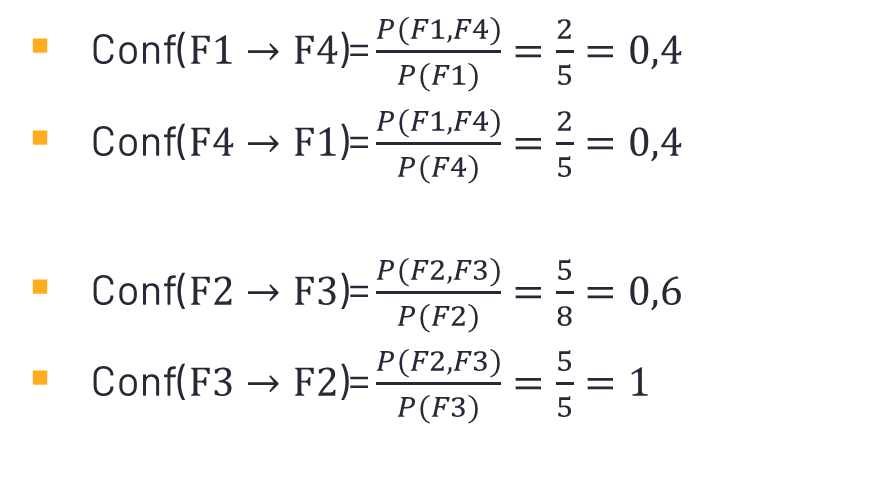 ▪ Conf(F1 → F4)= P(F1,F4)/P(F1) = 2/5 = 0,4
▪ Conf(F4 → F1)= P(F1,F4)/P(F4) = 2/5 = 0,4
▪ Conf(F2 → F3)= P(F2,F3)/P(F2) = 5/8 = 0,6
▪ Conf(F3 → F2)= P(F2,F3)/P(F3) = 5/5 = 1